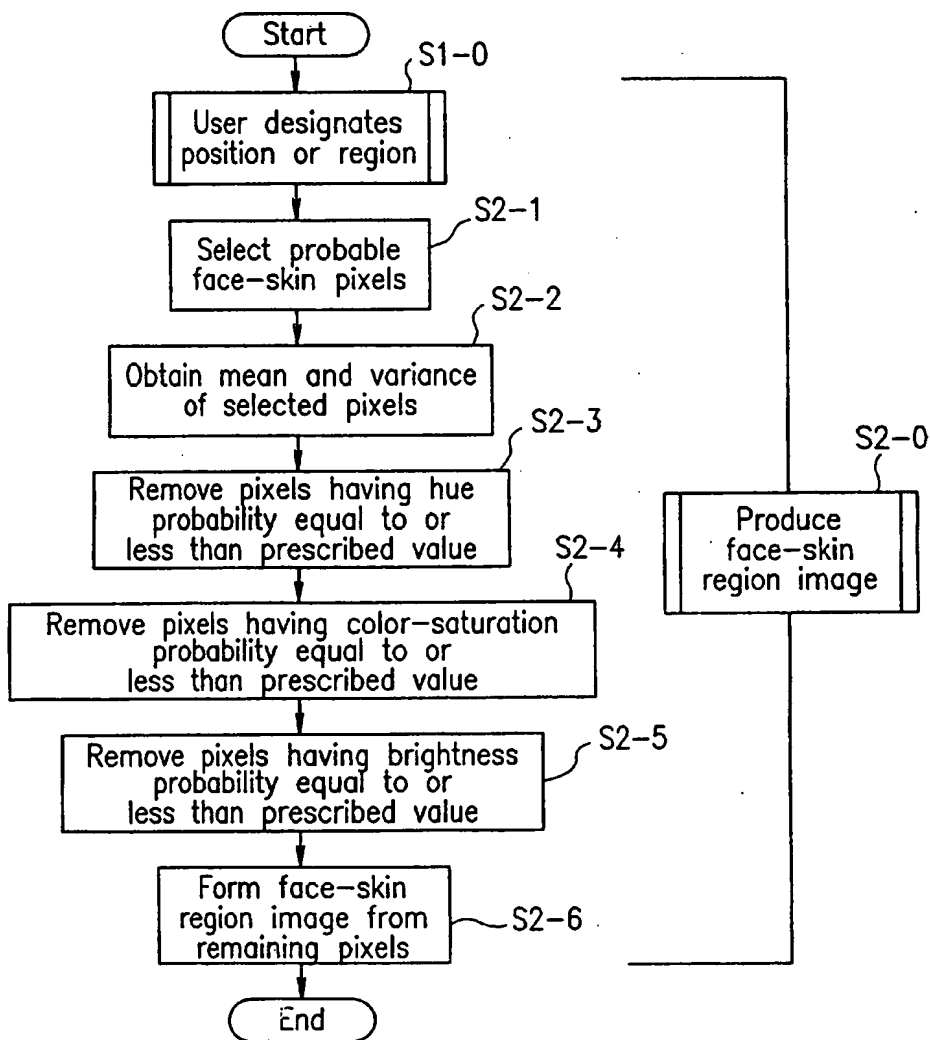 Start
S1-0
User designates
position or region
S2-1
Select probable
face-skin pixels
S2-2
Obtain mean and variance
of selected pixels
S2-3
Remove pixels having hue
probability equal to or
less than prescribed value
S2-4
Remove pixels having color-saturation
probability equal to or
less than prescribed value
S2-5
Remove pixels having brightness
probability equal to or
less than prescribed value
Form face-skin
region image from
remaining pixels
S2-6
End
S2-0
Produce
face-skin
region image